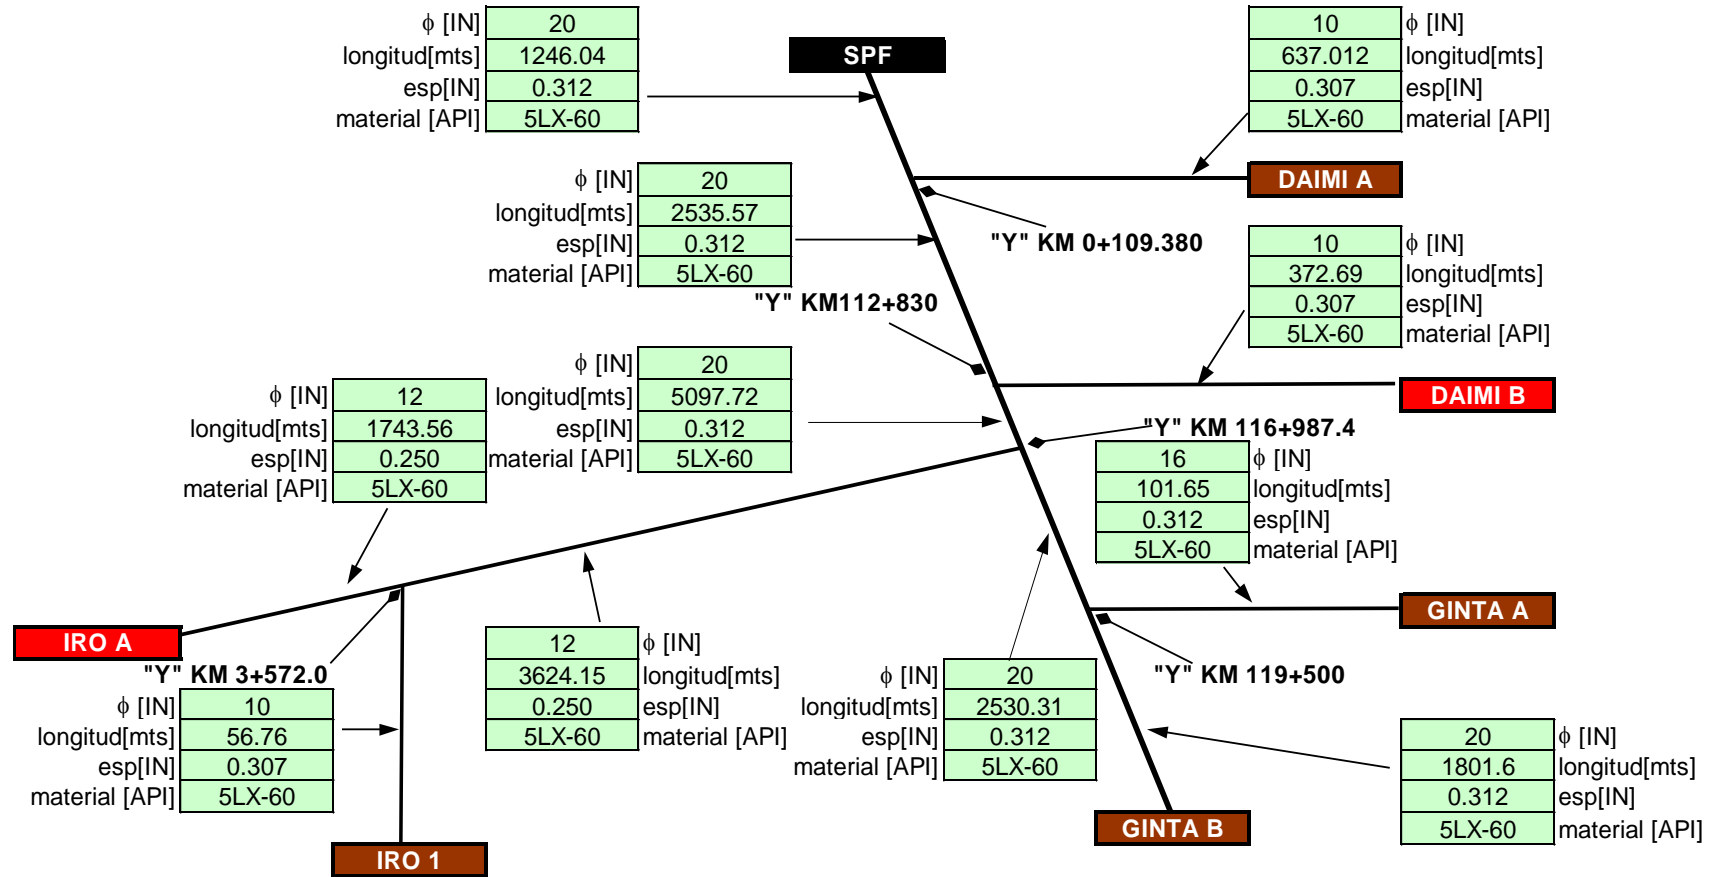 φ [IN] 20
longitud[mts] 1246.04
esp[IN] 0.312
material [API] 5LX-60
SPF
10 φ [IN]
637.012 longitud[mts]
0.307 esp[IN]
5LX-60 material [API]
DAIMI A
φ [IN] 20
longitud[mts] 2535.57
esp[IN] 0.312
material [API] 5LX-60
"Y" KM 0+109.380
10 φ [IN]
372.69 longitud[mts]
0.307 esp[IN]
5LX-60 material [API]
"Y" KM112+830
DAIMI B
φ [IN] 20
longitud[mts] 5097.72
esp[IN] 0.312
material [API] 5LX-60
φ [IN] 12
longitud[mts] 1743.56
esp[IN] 0.250
material [API] 5LX-60
"Y" KM 116+987.4
16 φ [IN]
101.65 longitud[mts]
0.312 esp[IN]
5LX-60 material [API]
GINTA A
IRO A
"Y" KM 3+572.0
12 φ [IN]
3624.15 longitud[mts]
0.250 esp[IN]
5LX-60 material [API]
φ [IN] 20
longitud[mts] 2530.31
esp[IN] 0.312
material [API] 5LX-60
"Y" KM 119+500
φ [IN] 10
longitud[mts] 56.76
esp[IN] 0.307
material [API] 5LX-60
20 φ [IN]
1801.6 longitud[mts]
0.312 esp[IN]
5LX-60 material [API]
GINTA B
IRO 1